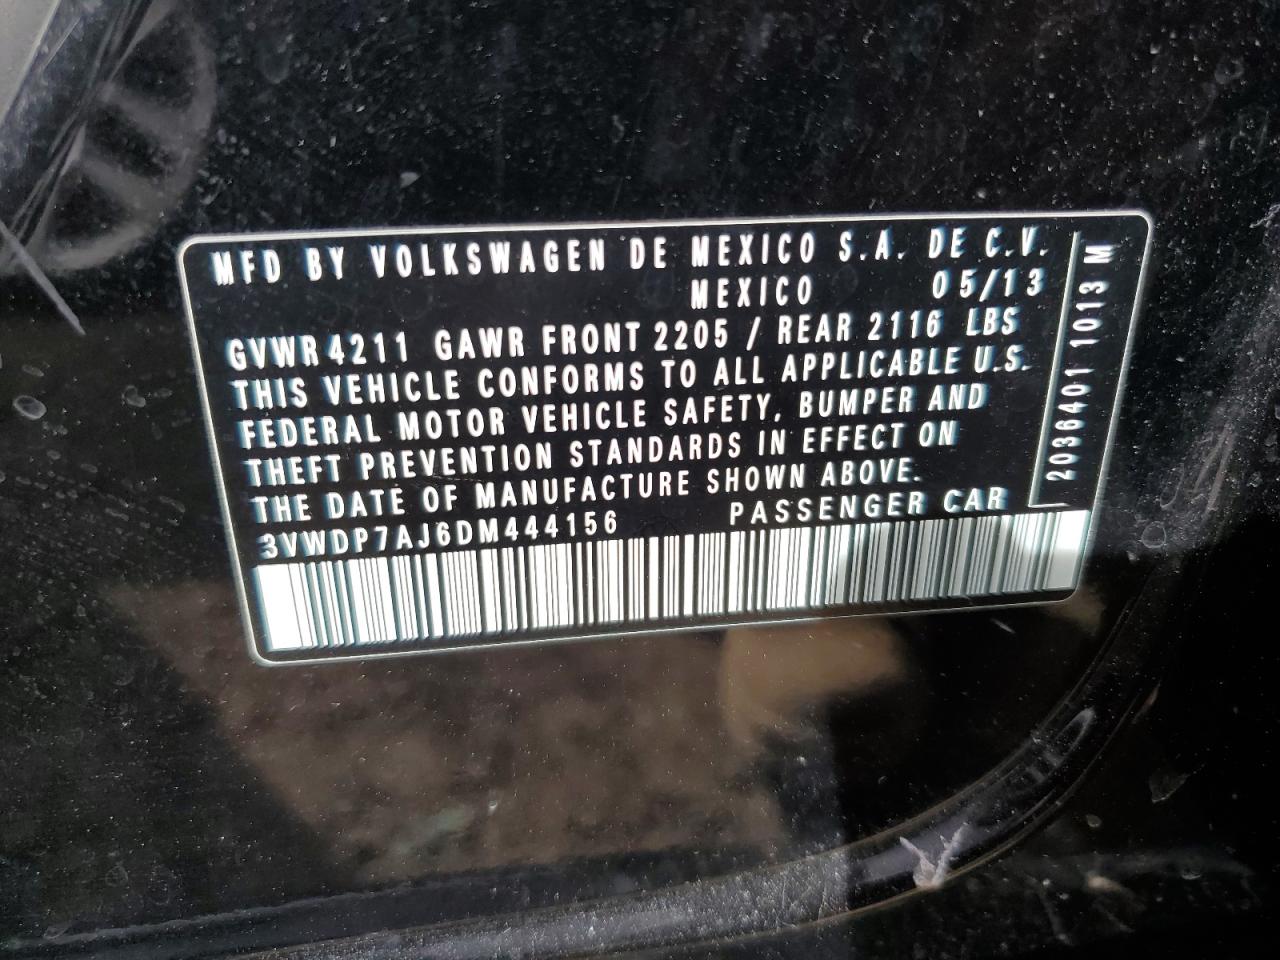 MFD BY VOLKSWAGEN DE MEXICO S.A. DE C.V.
MEXICO 05/13
GVWR 4211 GAWR FRONT 2205 / REAR 2116 LBS
THIS VEHICLE CONFORMS TO ALL APPLICABLE U.S.
FEDERAL MOTOR VEHICLE SAFETY, BUMPER AND
THEFT PREVENTION STANDARDS IN EFFECT ON
THE DATE OF MANUFACTURE SHOWN ABOVE.
3VWDP7AJ6DM444156 PASSENGER CAR
2036401 1013 M